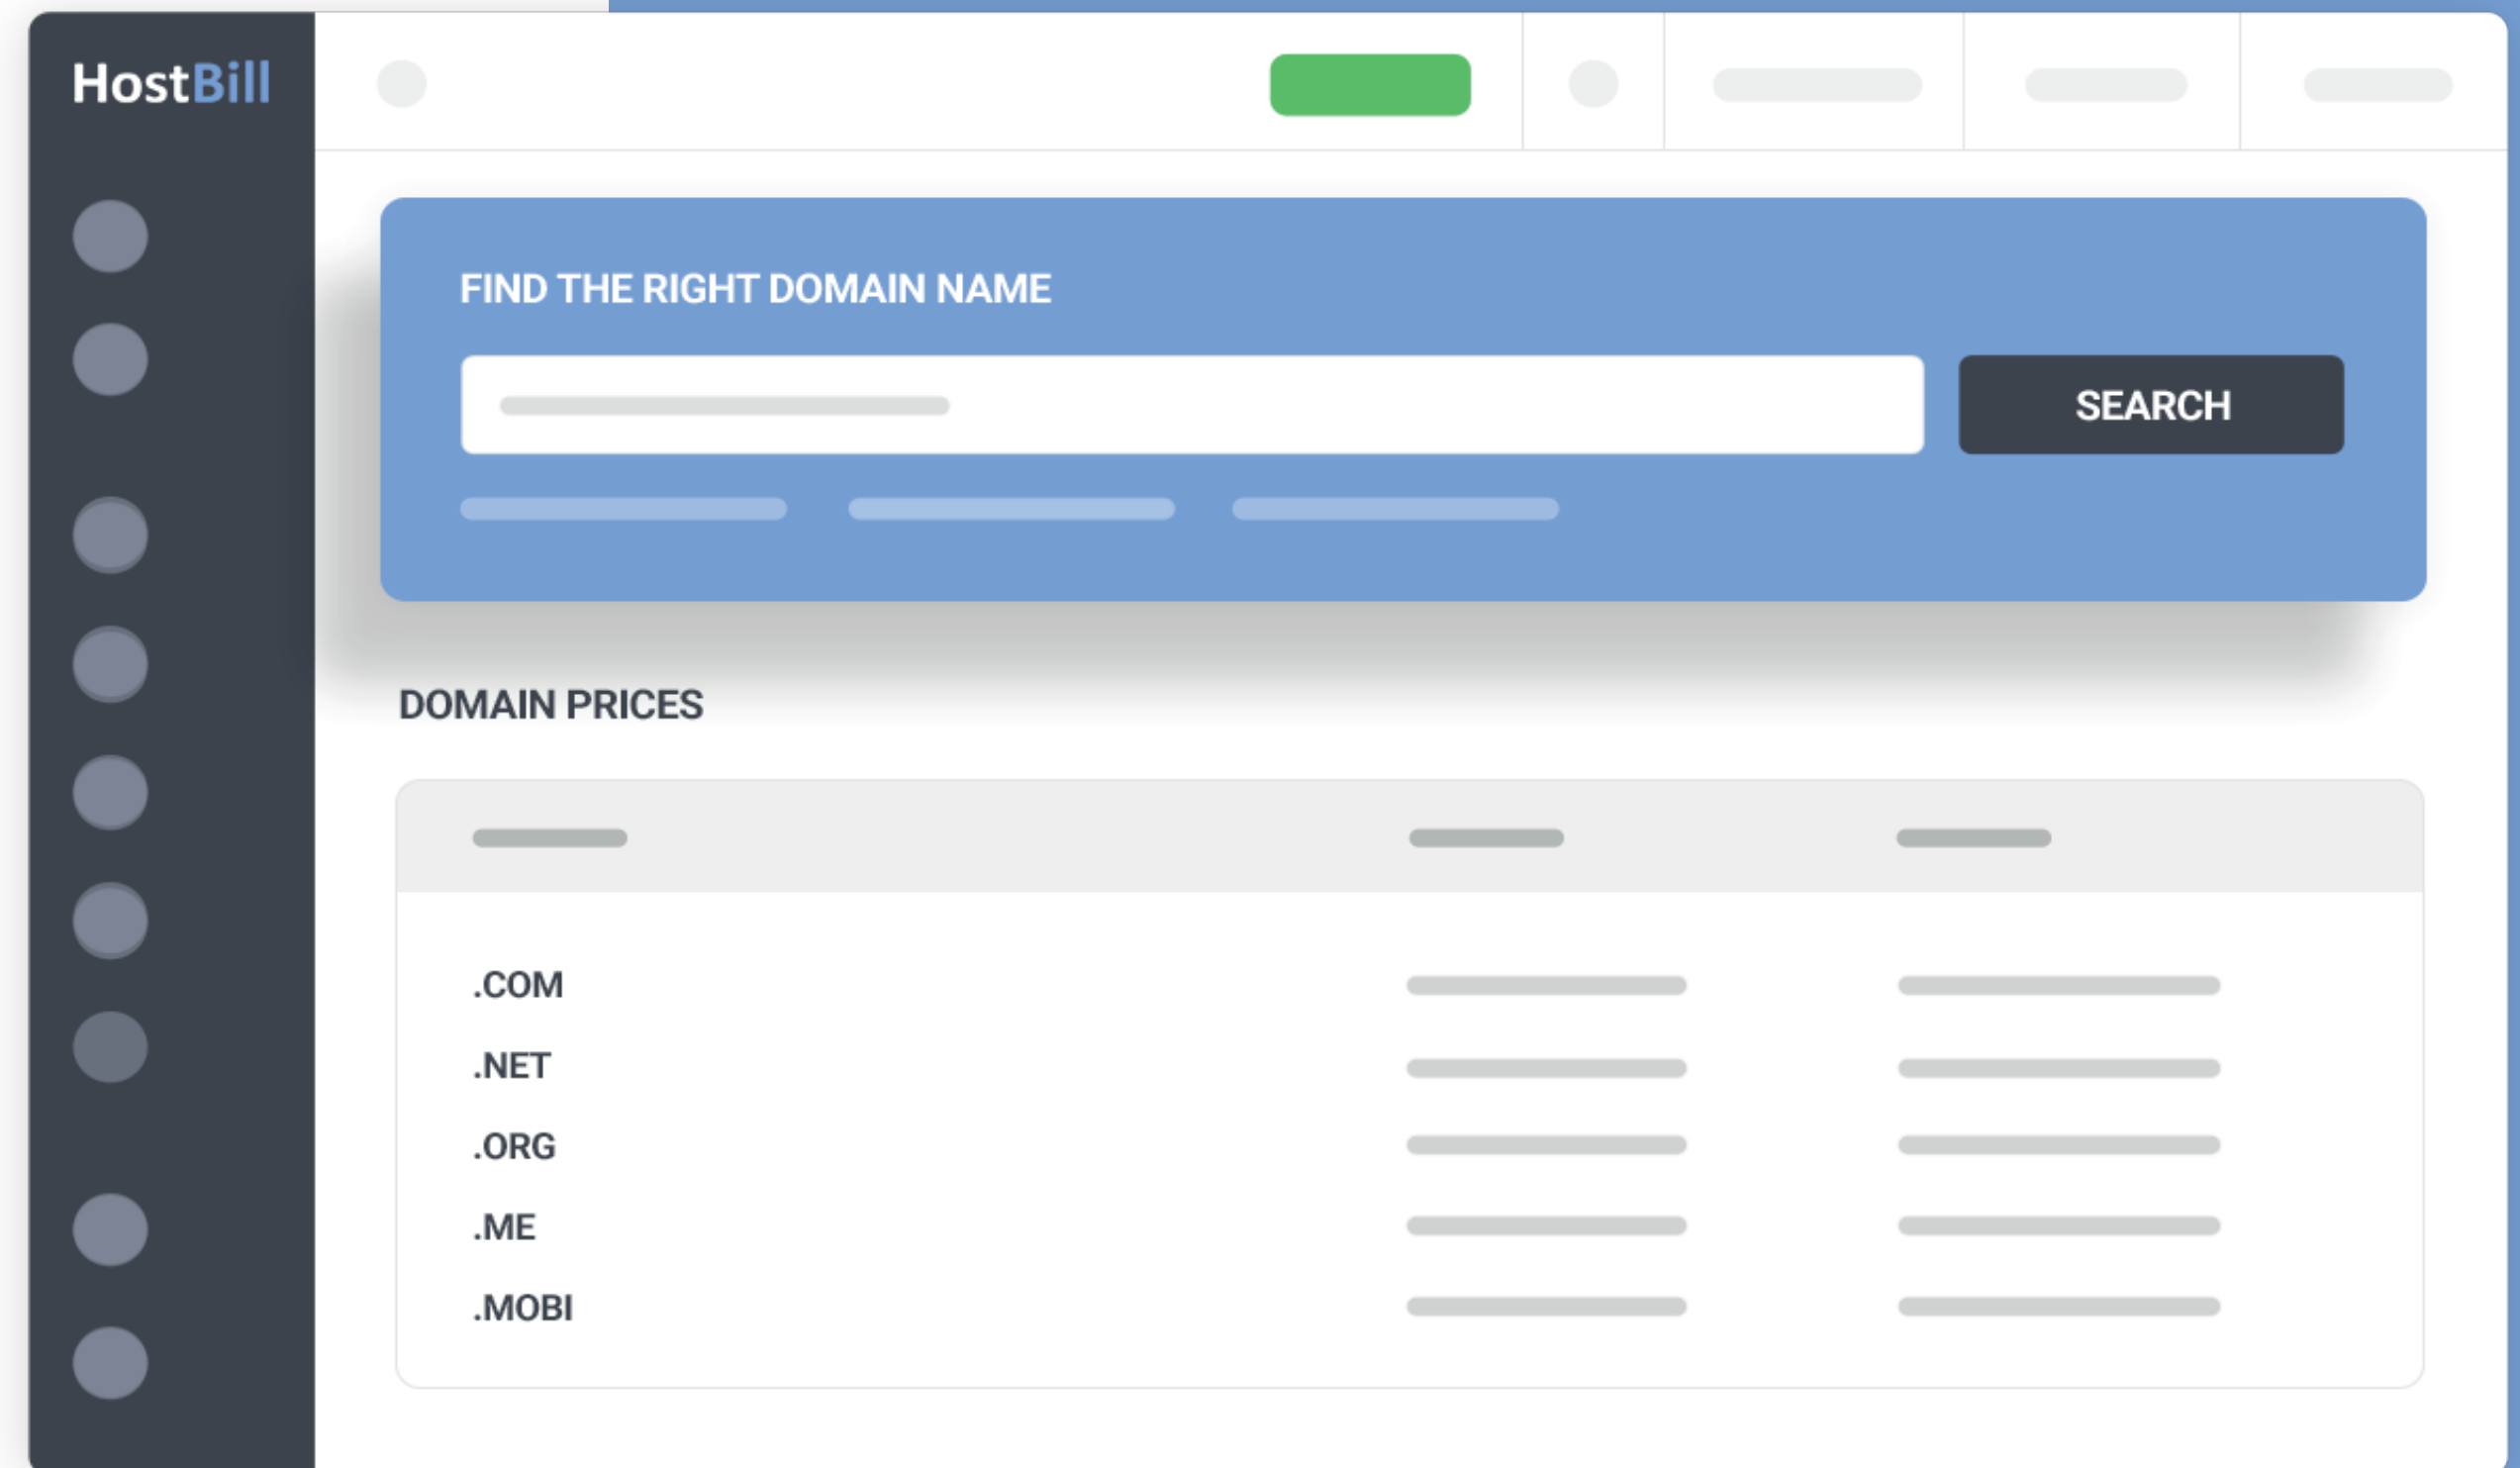 HostBill
FIND THE RIGHT DOMAIN NAME
SEARCH
DOMAIN PRICES
.COM
.NET
.ORG
.ME
.MOBI